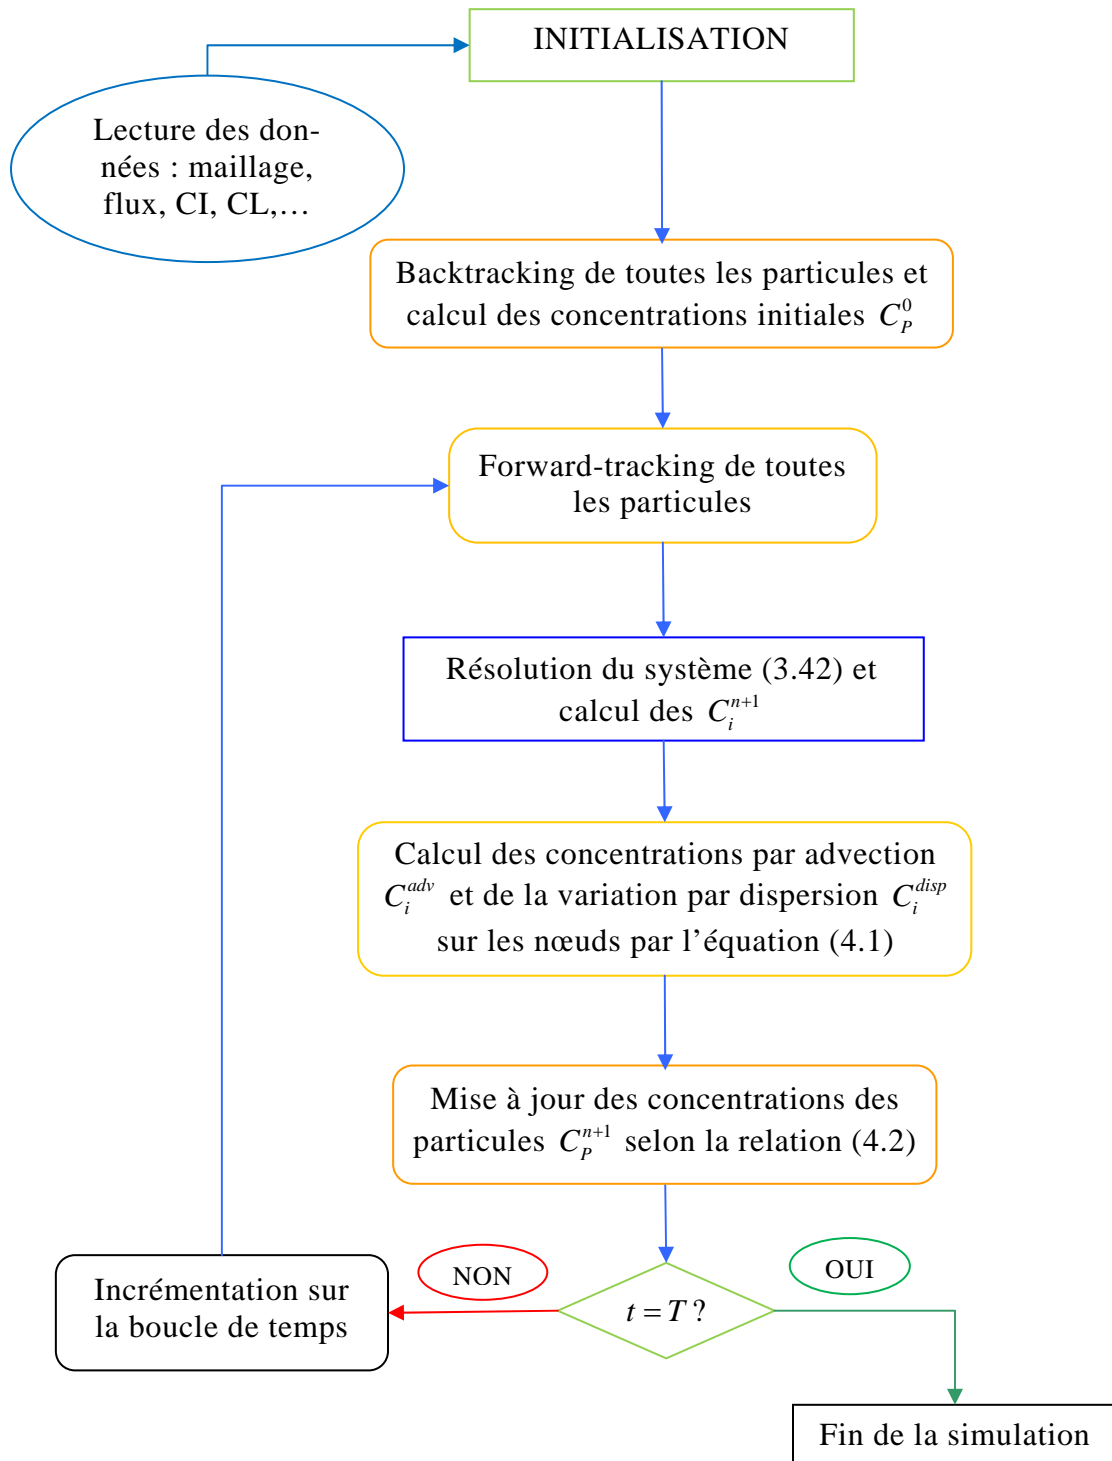 INITIALISATION
Lecture des don-
nées : maillage,
flux, CI, CL,…
Backtracking de toutes les particules et
calcul des concentrations initiales $C_P^0$
Forward-tracking de toutes
les particules
Résolution du système (3.42) et
calcul des $C_i^{n+1}$
Calcul des concentrations par advection
$C_i^{adv}$ et de la variation par dispersion $C_i^{disp}$
sur les nœuds par l’équation (4.1)
Mise à jour des concentrations des
particules $C_P^{n+1}$ selon la relation (4.2)
NON
OUI
Incrémentation sur
la boucle de temps
$t = T$ ?
Fin de la simulation